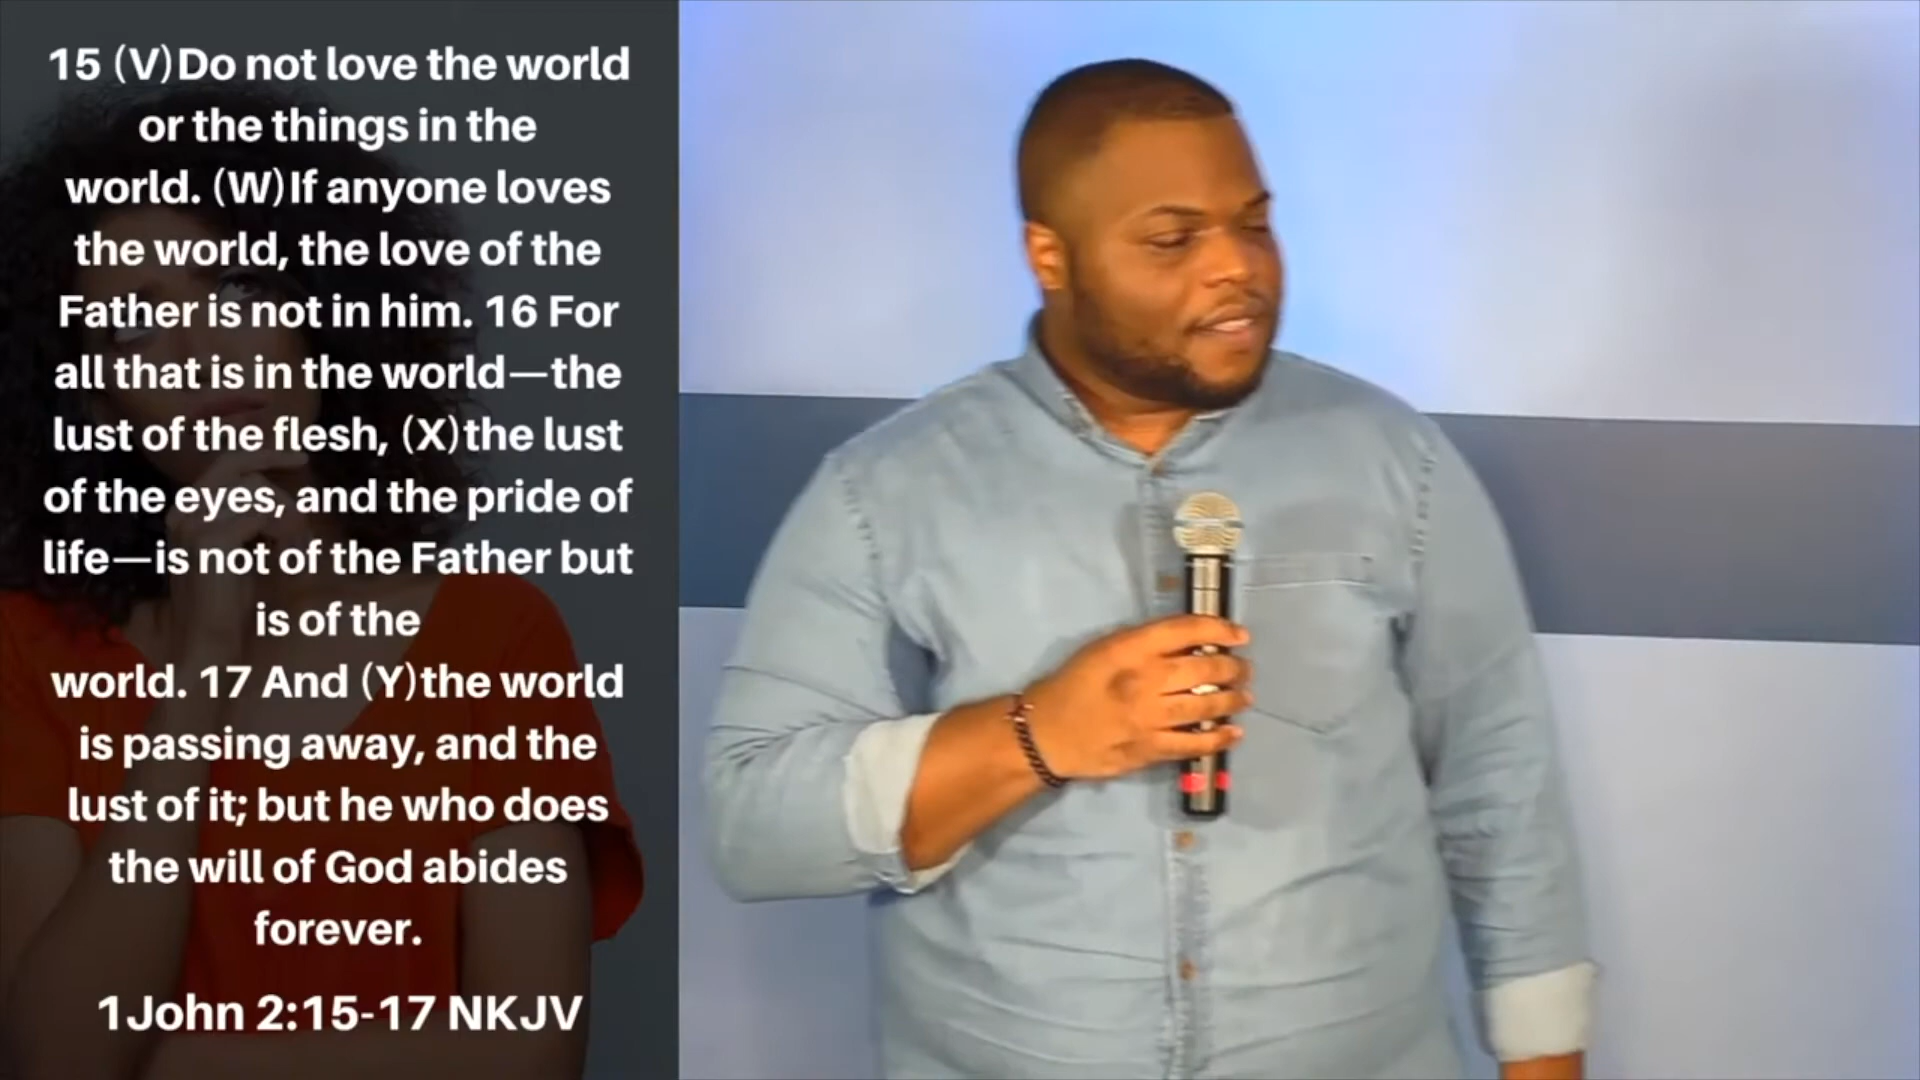 15 (V)Do not love the world
or the things in the
world. (W)If anyone loves
the world, the love of the
Father is not in him. 16 For
all that is in the world—the
lust of the flesh, (X)the lust
of the eyes, and the pride of
life—is not of the Father but
is of the
world. 17 And (Y)the world
is passing away, and the
lust of it; but he who does
the will of God abides
forever.
1John 2:15-17 NKJV